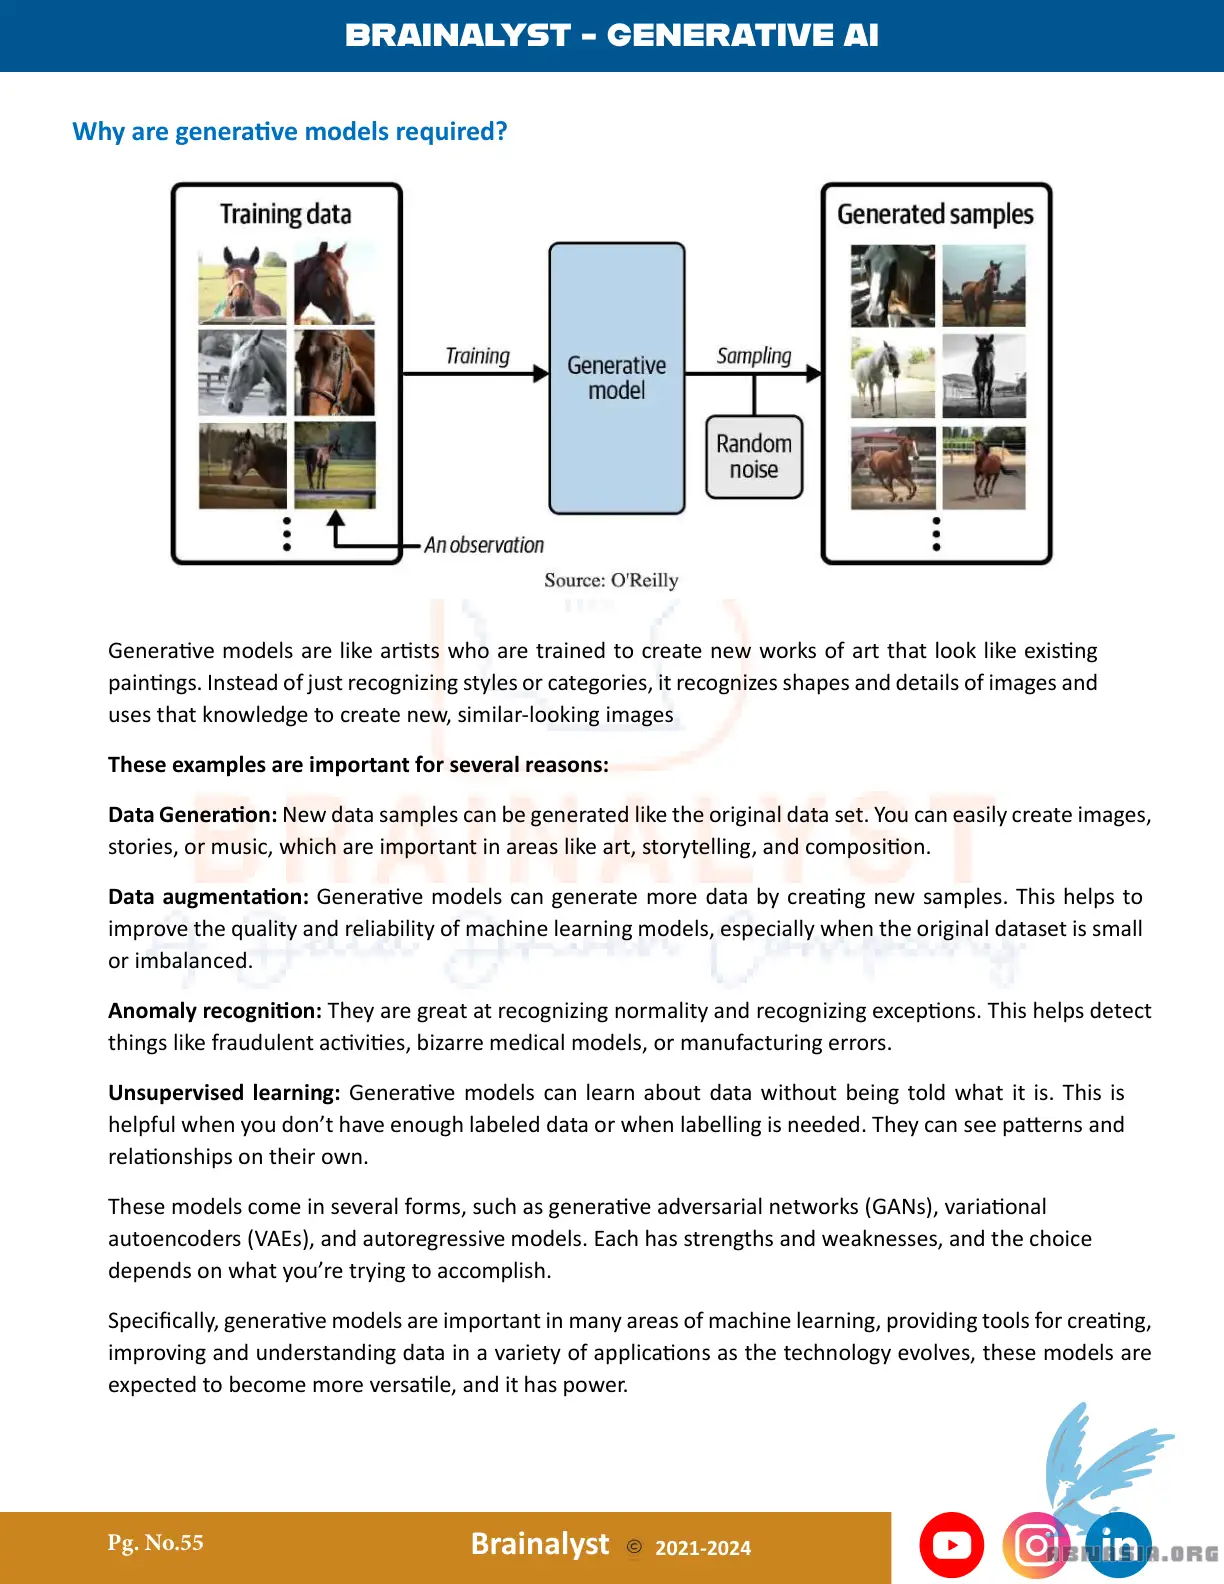 BRAINALYST - GENERATIVE AI
Why are generative models required?
Training data
Generated samples
Training
Generative
model
Sampling
Random
noise
An observation
Source: O'Reilly
Generative models are like artists who are trained to create new works of art that look like existing
paintings. Instead of just recognizing styles or categories, it recognizes shapes and details of images and
uses that knowledge to create new, similar-looking images
These examples are important for several reasons:
Data Generation: New data samples can be generated like the original data set. You can easily create images,
stories, or music, which are important in areas like art, storytelling, and composition.
Data augmentation: Generative models can generate more data by creating new samples. This helps to
improve the quality and reliability of machine learning models, especially when the original dataset is small
or imbalanced.
Anomaly recognition: They are great at recognizing normality and recognizing exceptions. This helps detect
things like fraudulent activities, bizarre medical models, or manufacturing errors.
Unsupervised learning: Generative models can learn about data without being told what it is. This is
helpful when you don’t have enough labeled data or when labelling is needed. They can see patterns and
relationships on their own.
These models come in several forms, such as generative adversarial networks (GANs), variational
autoencoders (VAEs), and autoregressive models. Each has strengths and weaknesses, and the choice
depends on what you’re trying to accomplish.
Specifically, generative models are important in many areas of machine learning, providing tools for creating,
improving and understanding data in a variety of applications as the technology evolves, these models are
expected to become more versatile, and it has power.
BRAINALYST
A Data Driven Company
Pg. No.55
Brainalyst © 2021-2024
in
ABINASIA.ORG